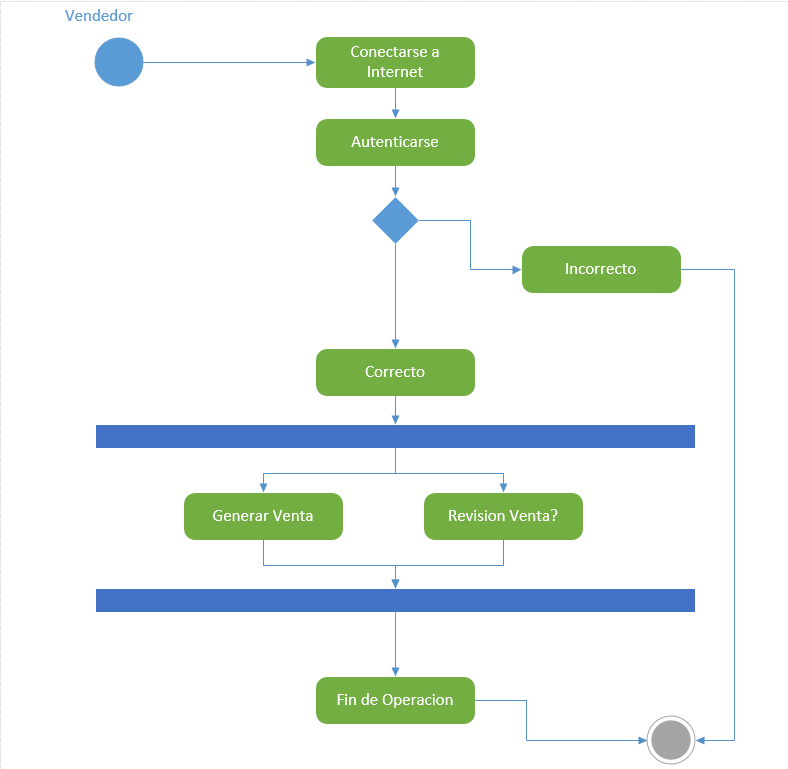 Vendedor
Conectarse a
Internet
Autenticarse
Incorrecto
Correcto
Generar Venta
Revision Venta?
Fin de Operacion